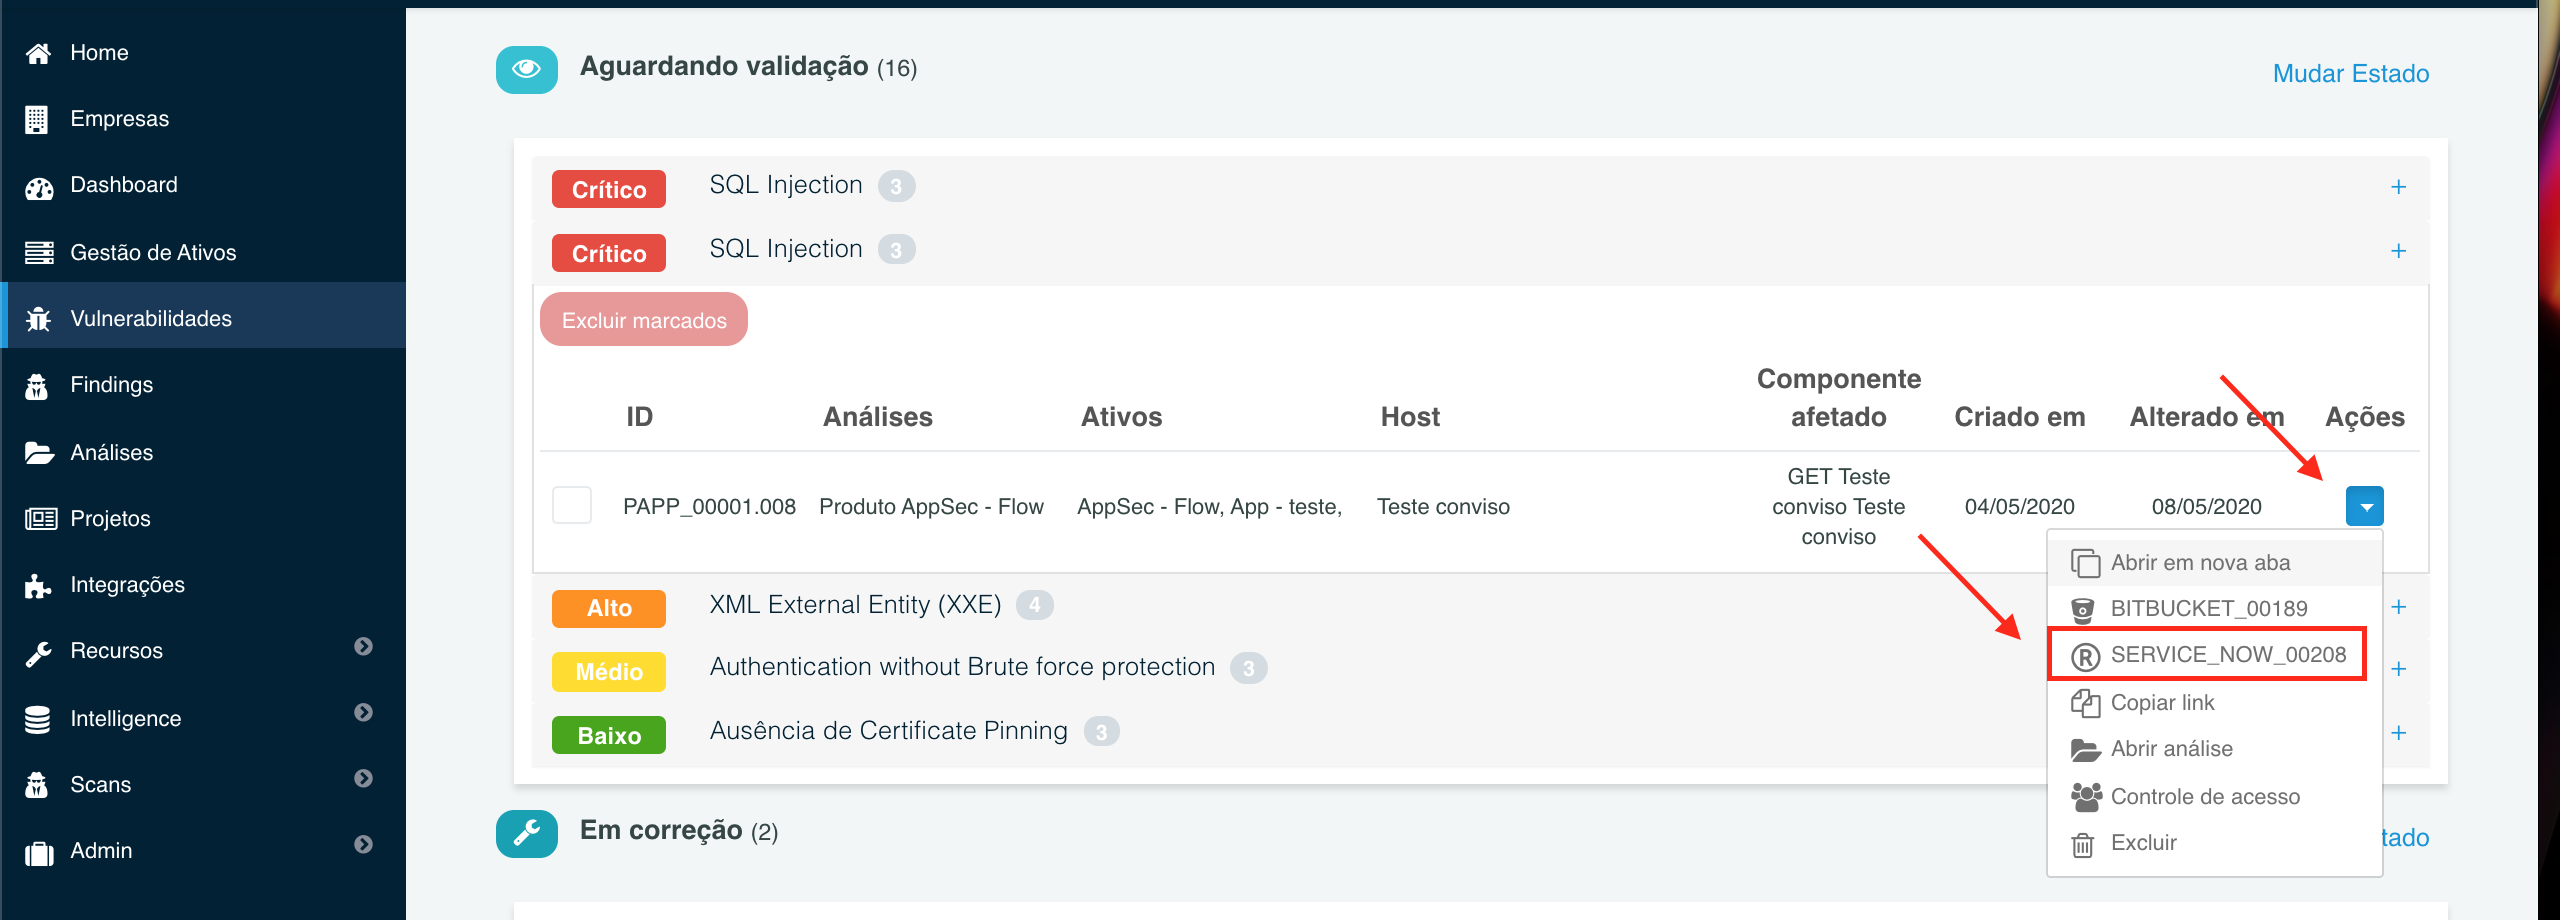 Home
Empresas
Dashboard
Gestão de Ativos
Vulnerabilidades
Findings
Análises
Projetos
Integrações
Recursos
Intelligence
Scans
Admin
Aguardando validação (16)
Mudar Estado
Crítico SQL Injection 3 +
Crítico SQL Injection 3 +
Excluir marcados
ID Análises Ativos Host Componente afetado Criado em Alterado em Ações
PAPP_00001.008 Produto AppSec - Flow AppSec - Flow, App - teste, Teste conviso GET Teste conviso Teste conviso 04/05/2020 08/05/2020
Abrir em nova aba
BITBUCKET_00189
SERVICE_NOW_00208
Copiar link
Abrir análise
Controle de acesso
Excluir
Alto XML External Entity (XXE) 4 +
Médio Authentication without Brute force protection 3 +
Baixo Ausência de Certificate Pinning 3 +
Em correção (2)
tado